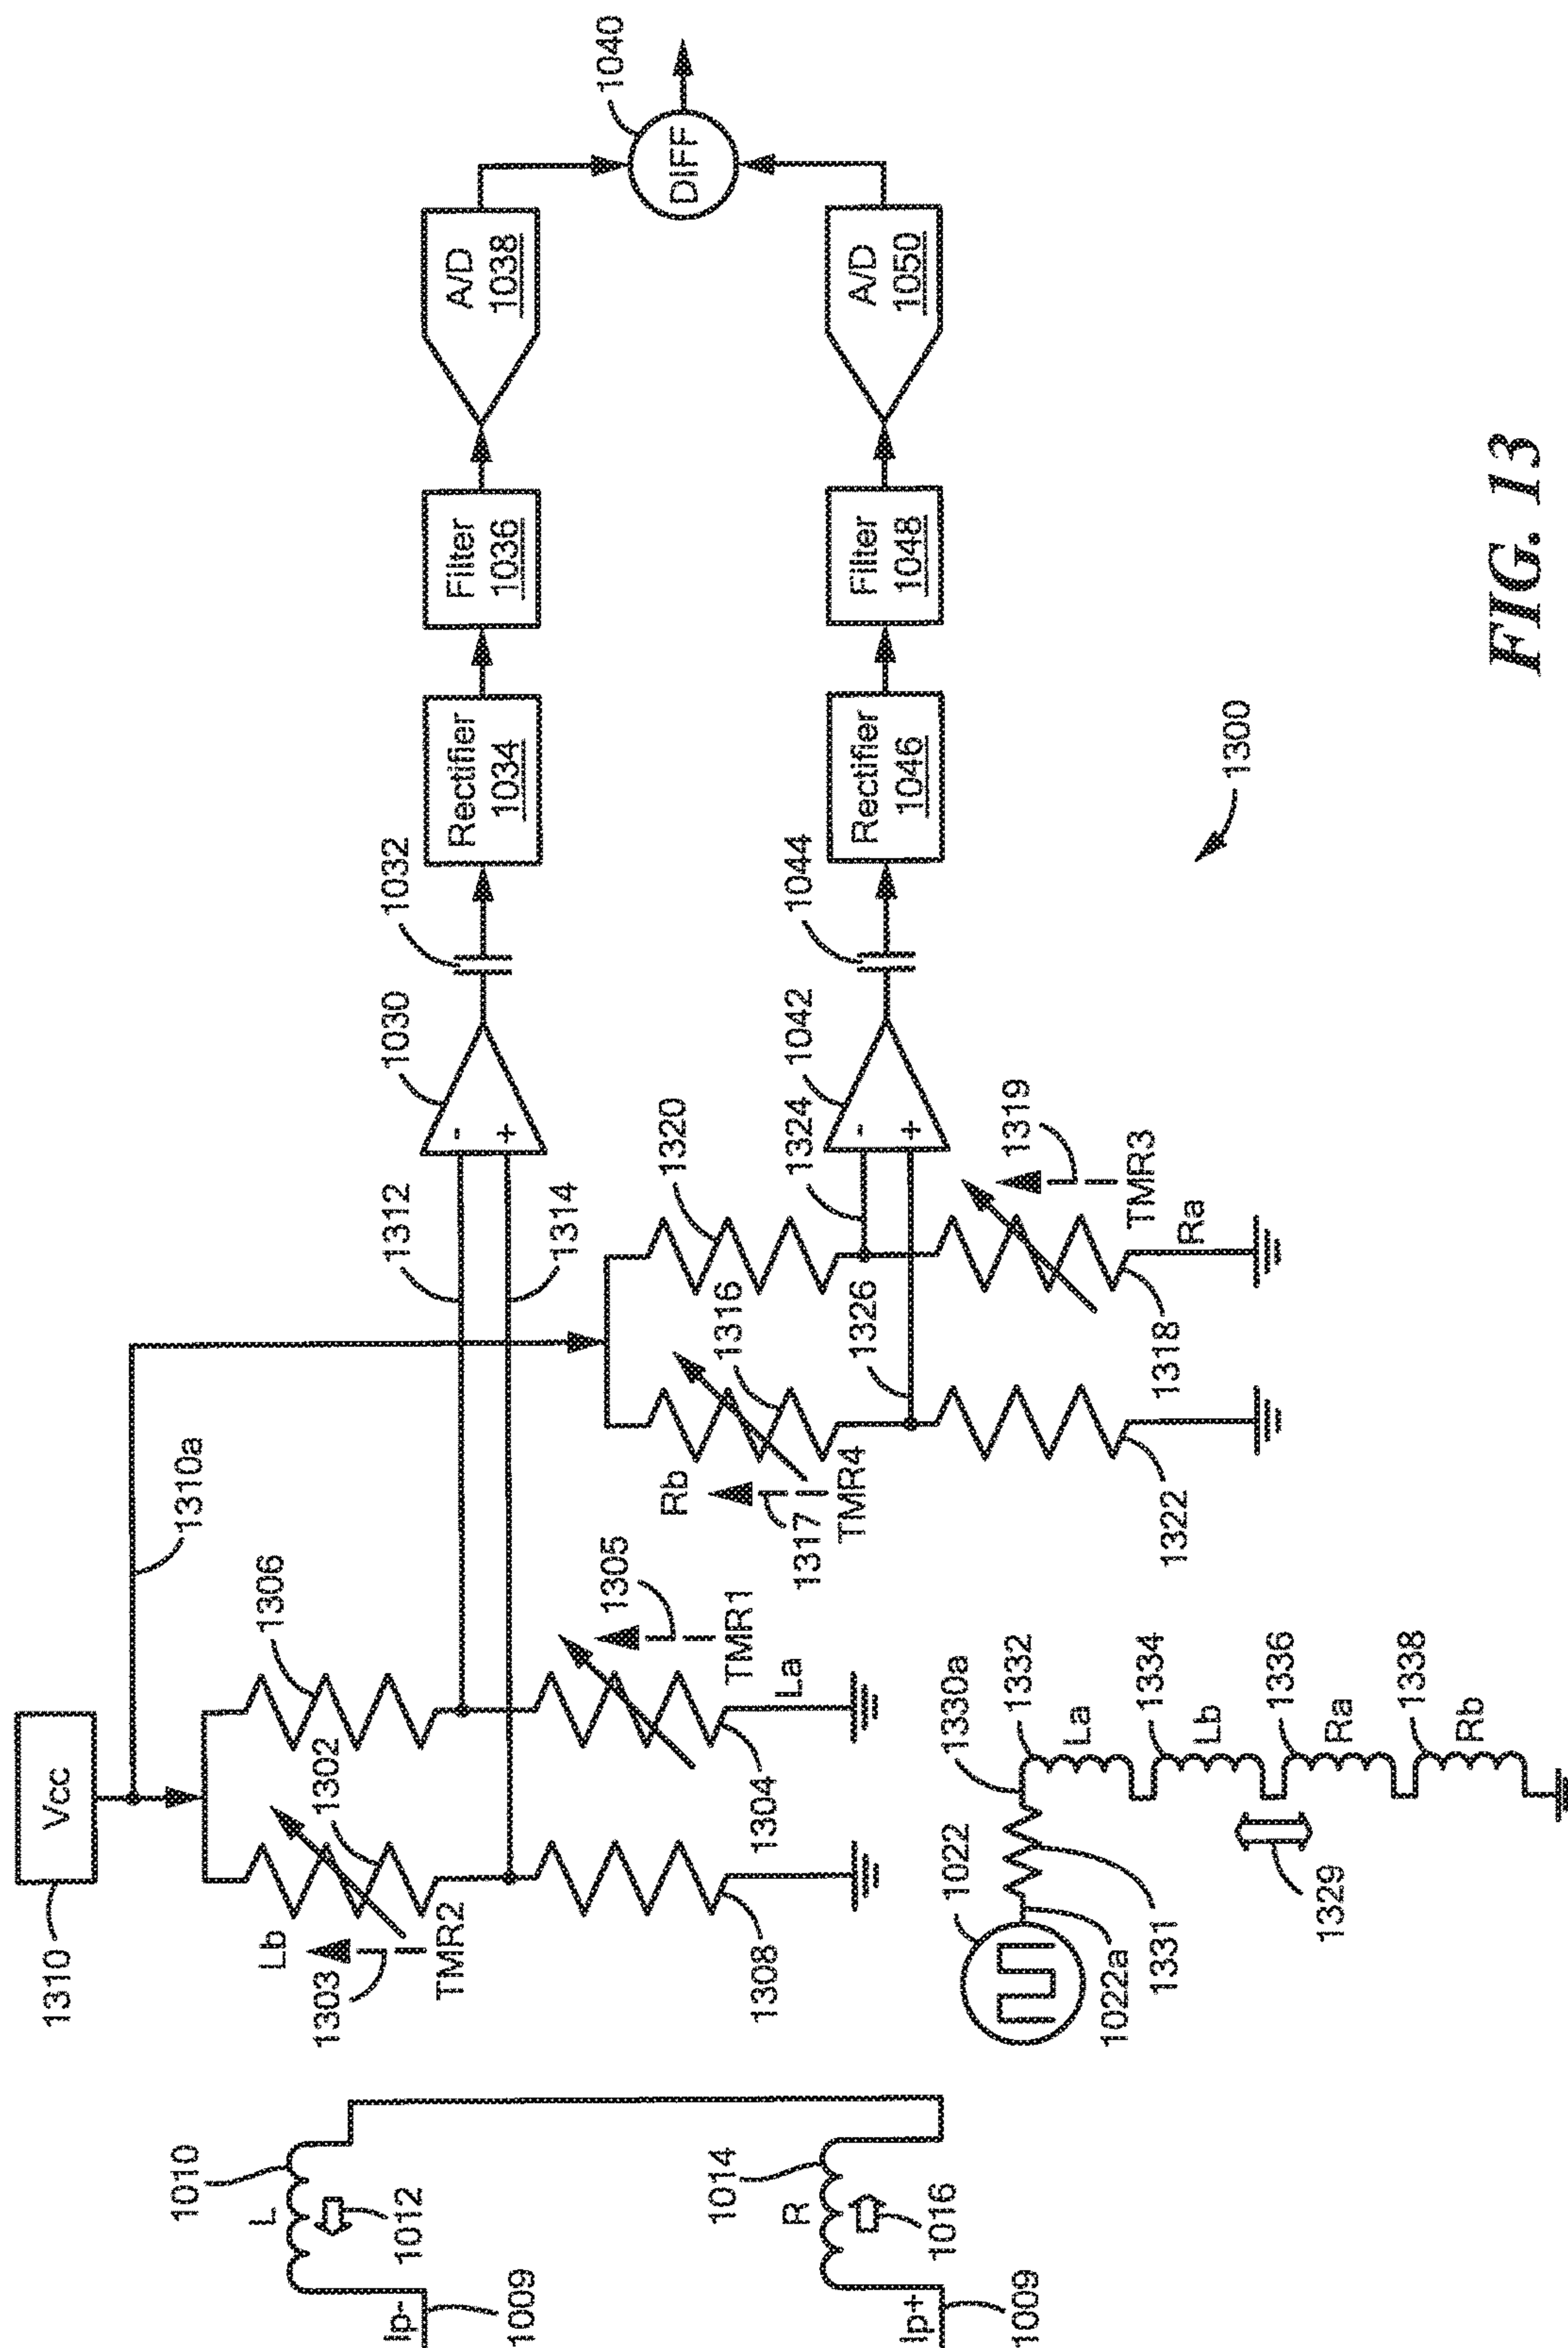 1310
Vcc
1310a
Lb
1303
TMR2
1302
1306
1308
1304
La
TMR1
1305
1312
1314
1030
-
+
1032
Rectifier
1034
Filter
1036
A/D
1038
DIFF
1040
Rb
1317
TMR4
1316
1320
1322
1318
Ra
TMR3
1319
1326
1324
1042
-
+
1044
Rectifier
1046
Filter
1048
A/D
1050
1010
L
1012
Ip-
1009
1014
R
1016
Ip+
1009
1022
1022a
1331
1330a
1332
La
1334
Lb
1336
Ra
1338
Rb
1329
1300
FIG. 13